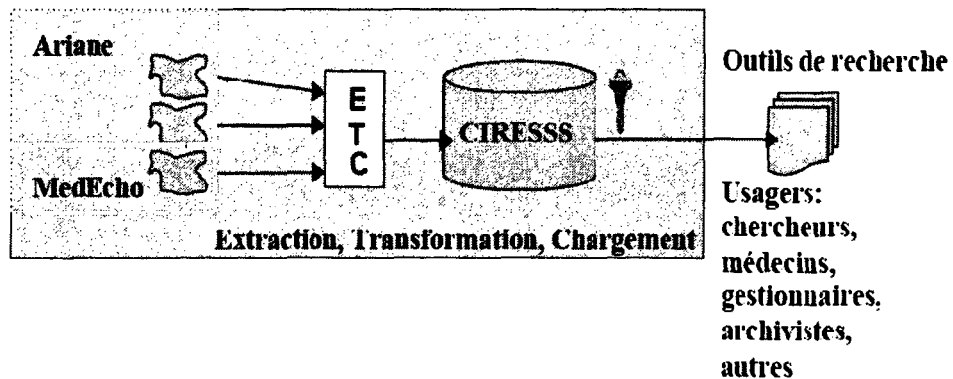 Ariane
MedEcho
E
T
C
CIRESSS
Extraction, Transformation, Chargement
Outils de recherche
Usagers:
chercheurs,
médecins,
gestionnaires,
archivistes,
autres